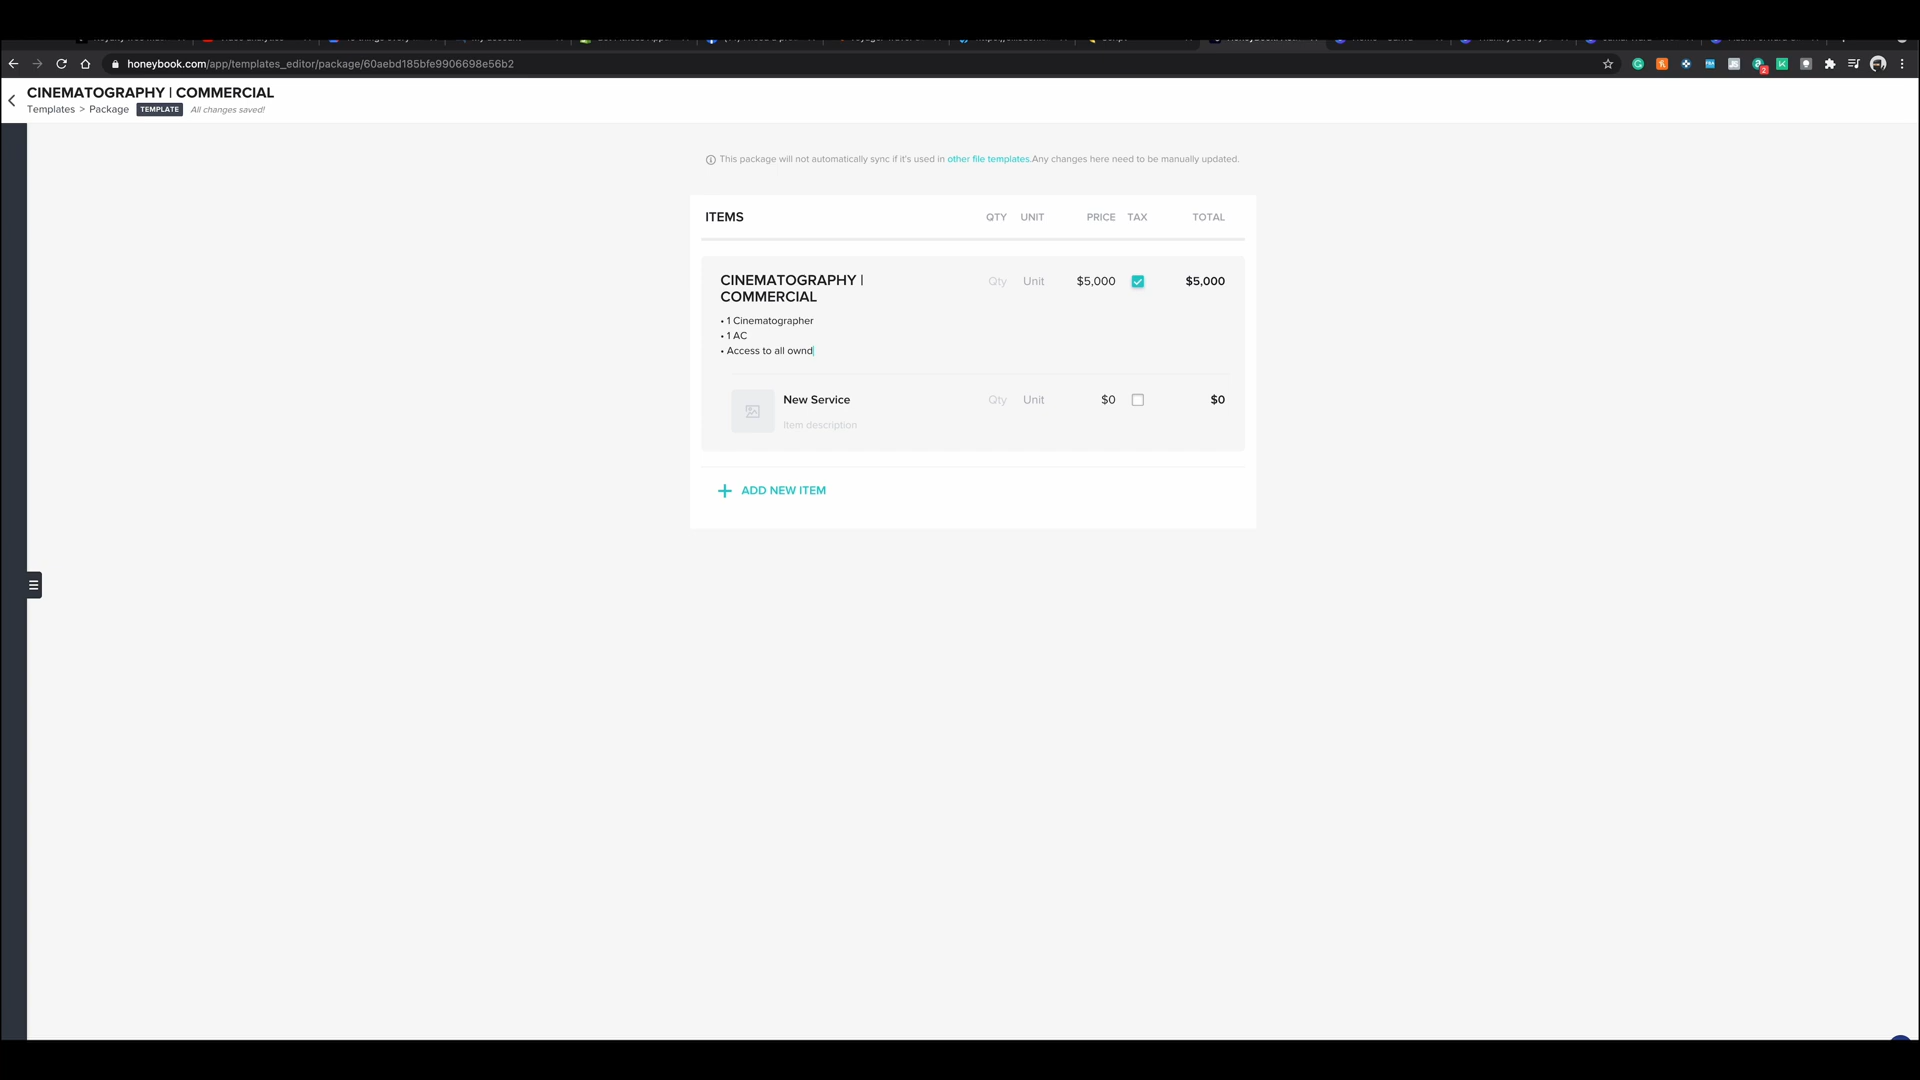 honeybook.com/app/templates_editor/package/60aebd185bfe9906698e56b2
2
CINEMATOGRAPHY | COMMERCIAL
Templates > Package TEMPLATE All changes saved!
This package will not automatically sync if it's used in other file templates.Any changes here need to be manually updated.
ITEMS QTY UNIT PRICE TAX TOTAL
CINEMATOGRAPHY | Qty Unit $5,000 $5,000
COMMERCIAL
• 1 Cinematographer
• 1 AC
• Access to all ownd
New Service Qty Unit $0 $0
Item description
+ ADD NEW ITEM